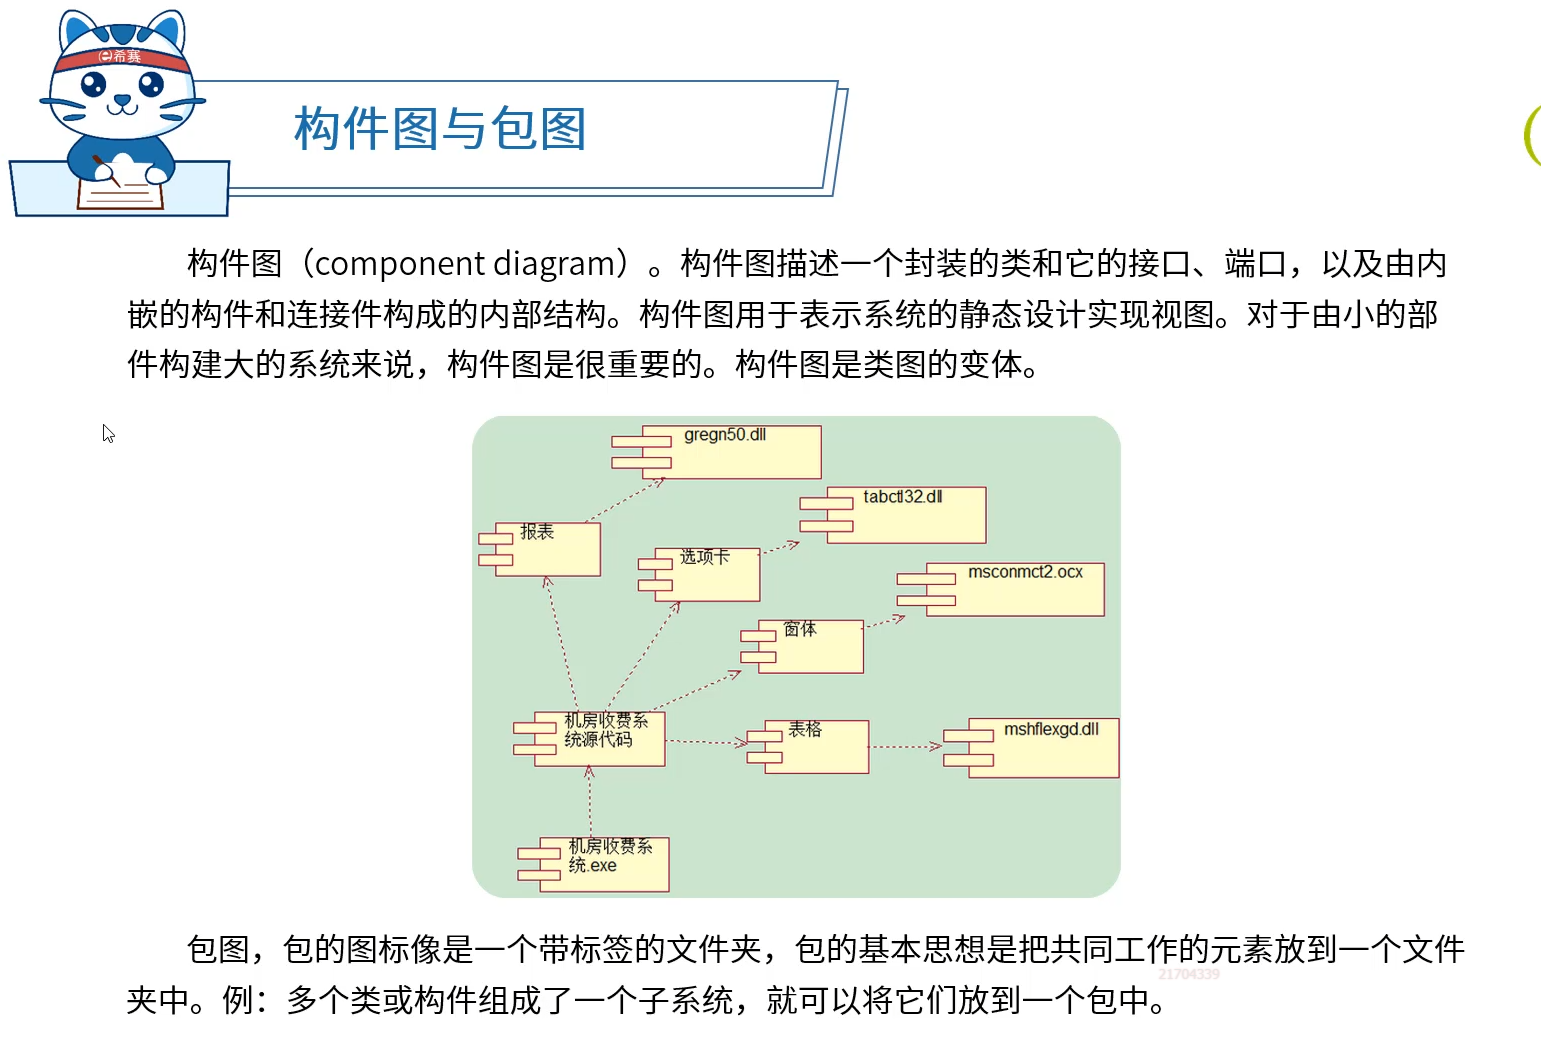 e希赛
构件图与包图
构件图（component diagram）。构件图描述一个封装的类和它的接口、端口，以及由内
嵌的构件和连接件构成的内部结构。构件图用于表示系统的静态设计实现视图。对于由小的部
件构建大的系统来说，构件图是很重要的。构件图是类图的变体。
gregn50.dll
tabctl32.dll
报表
选项卡
msconmct2.ocx
窗体
机房收费系
统源代码
表格
mshflexgd.dll
机房收费系
统.exe
包图，包的图标像是一个带标签的文件夹，包的基本思想是把共同工作的元素放到一个文件
夹中。例：多个类或构件组成了一个子系统，就可以将它们放到一个包中。
21704339